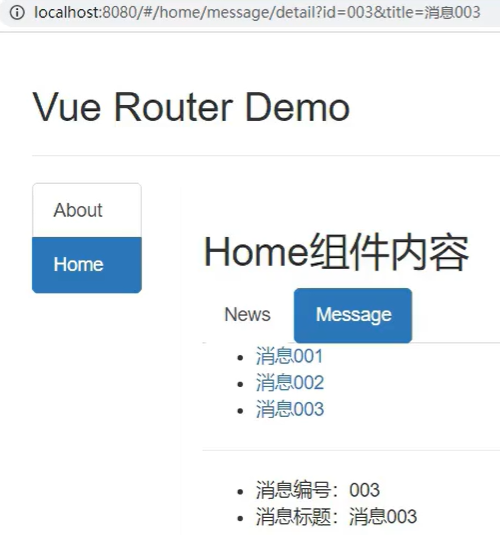 localhost:8080/#/home/message/detail?id=003&title=消息003
Vue Router Demo
About
Home
Home组件内容
News
Message
消息001
消息002
消息003
消息编号：003
消息标题：消息003